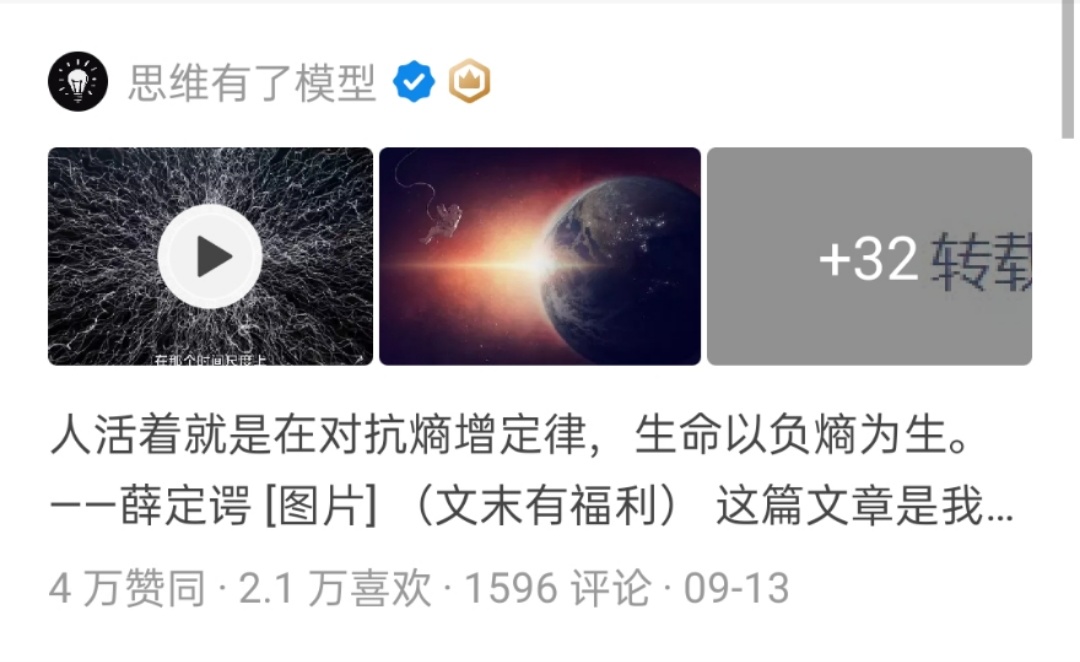 思维有了模型
在那个时间尺度上
+32 转载
人活着就是在对抗熵增定律，生命以负熵为生。
——薛定谔 [图片] （文末有福利） 这篇文章是我...
4 万赞同 · 2.1 万喜欢 · 1596 评论 · 09-13